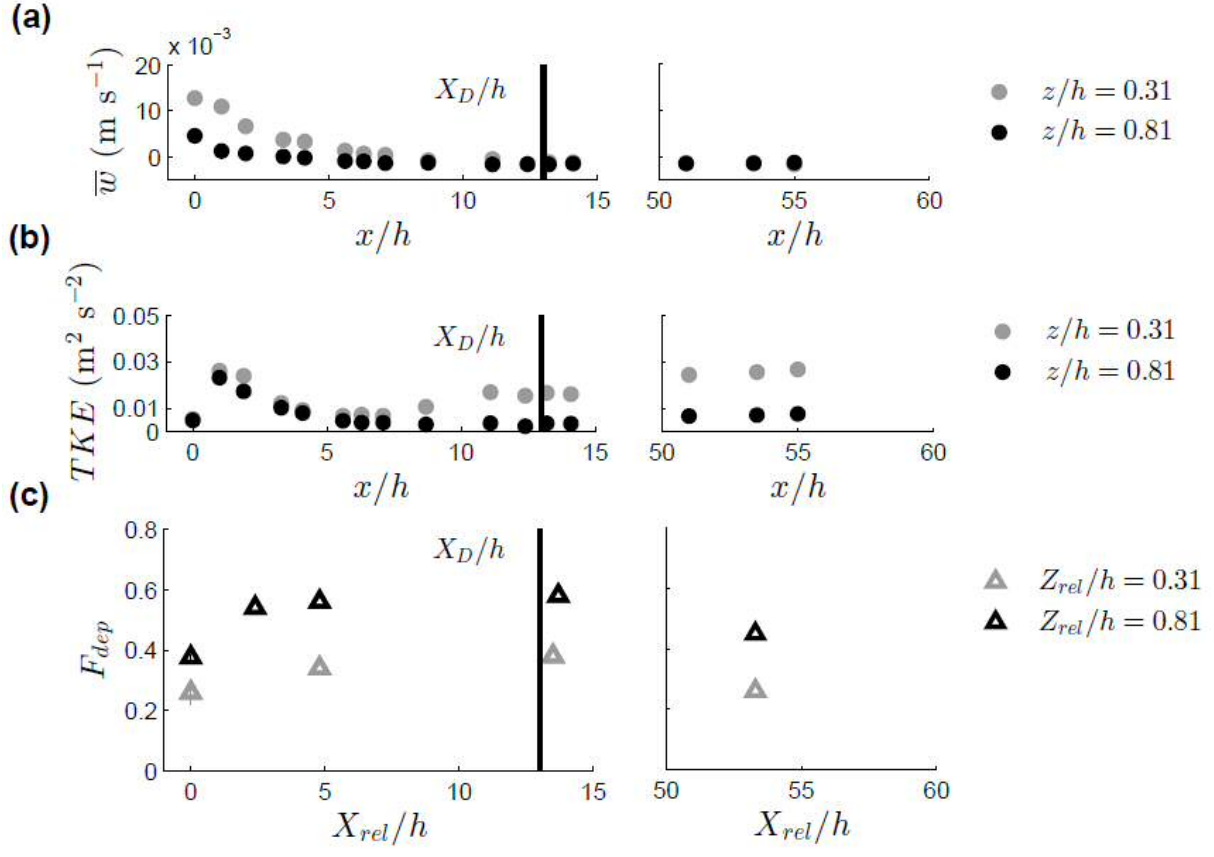 (a)
x 10⁻³
w̅ (m s⁻¹)
20
10
0
X_D/h
0 5 10 15
50 55 60
x/h
x/h
z/h = 0.31
z/h = 0.81
(b)
TKE (m² s⁻²)
0.05
0.03
0.01
0
X_D/h
0 5 10 15
50 55 60
x/h
x/h
z/h = 0.31
z/h = 0.81
(c)
F_dep
0.8
0.6
0.4
0.2
0
X_D/h
0 5 10 15
50 55 60
X_rel/h
X_rel/h
Z_rel/h = 0.31
Z_rel/h = 0.81